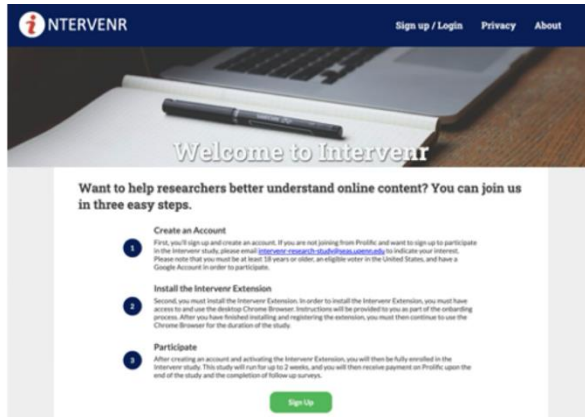 iNTERVENR
Sign up / Login Privacy About
Welcome to Intervenr
Want to help researchers better understand online content? You can join us
in three easy steps.
Create an Account
1
First, you'll sign up and create an account. If you are not joining from Prolific and want to sign up to participate
in the Intervenr study, please email intervenr-research-study@seas.upenn.edu to indicate your interest.
Please note that you must be at least 18 years or older, an eligible voter in the United States, and have a
Google Account in order to participate.
Install the Intervenr Extension
2
Second, you must install the Intervenr Extension. In order to install the Intervenr Extension, you must have
access to and use the desktop Chrome Browser. Instructions will be provided to you as part of the onbarding
process. After you have finished installing and registering the extension, you must then continue to use the
Chrome Browser for the duration of the study.
Participate
3
After creating an account and activating the Intervenr Extension, you will then be fully enrolled in the
Intervenr study. This study will run for up to 2 weeks, and you will then receive payment on Prolific upon the
end of the study and the completion of follow up surveys.
Sign Up